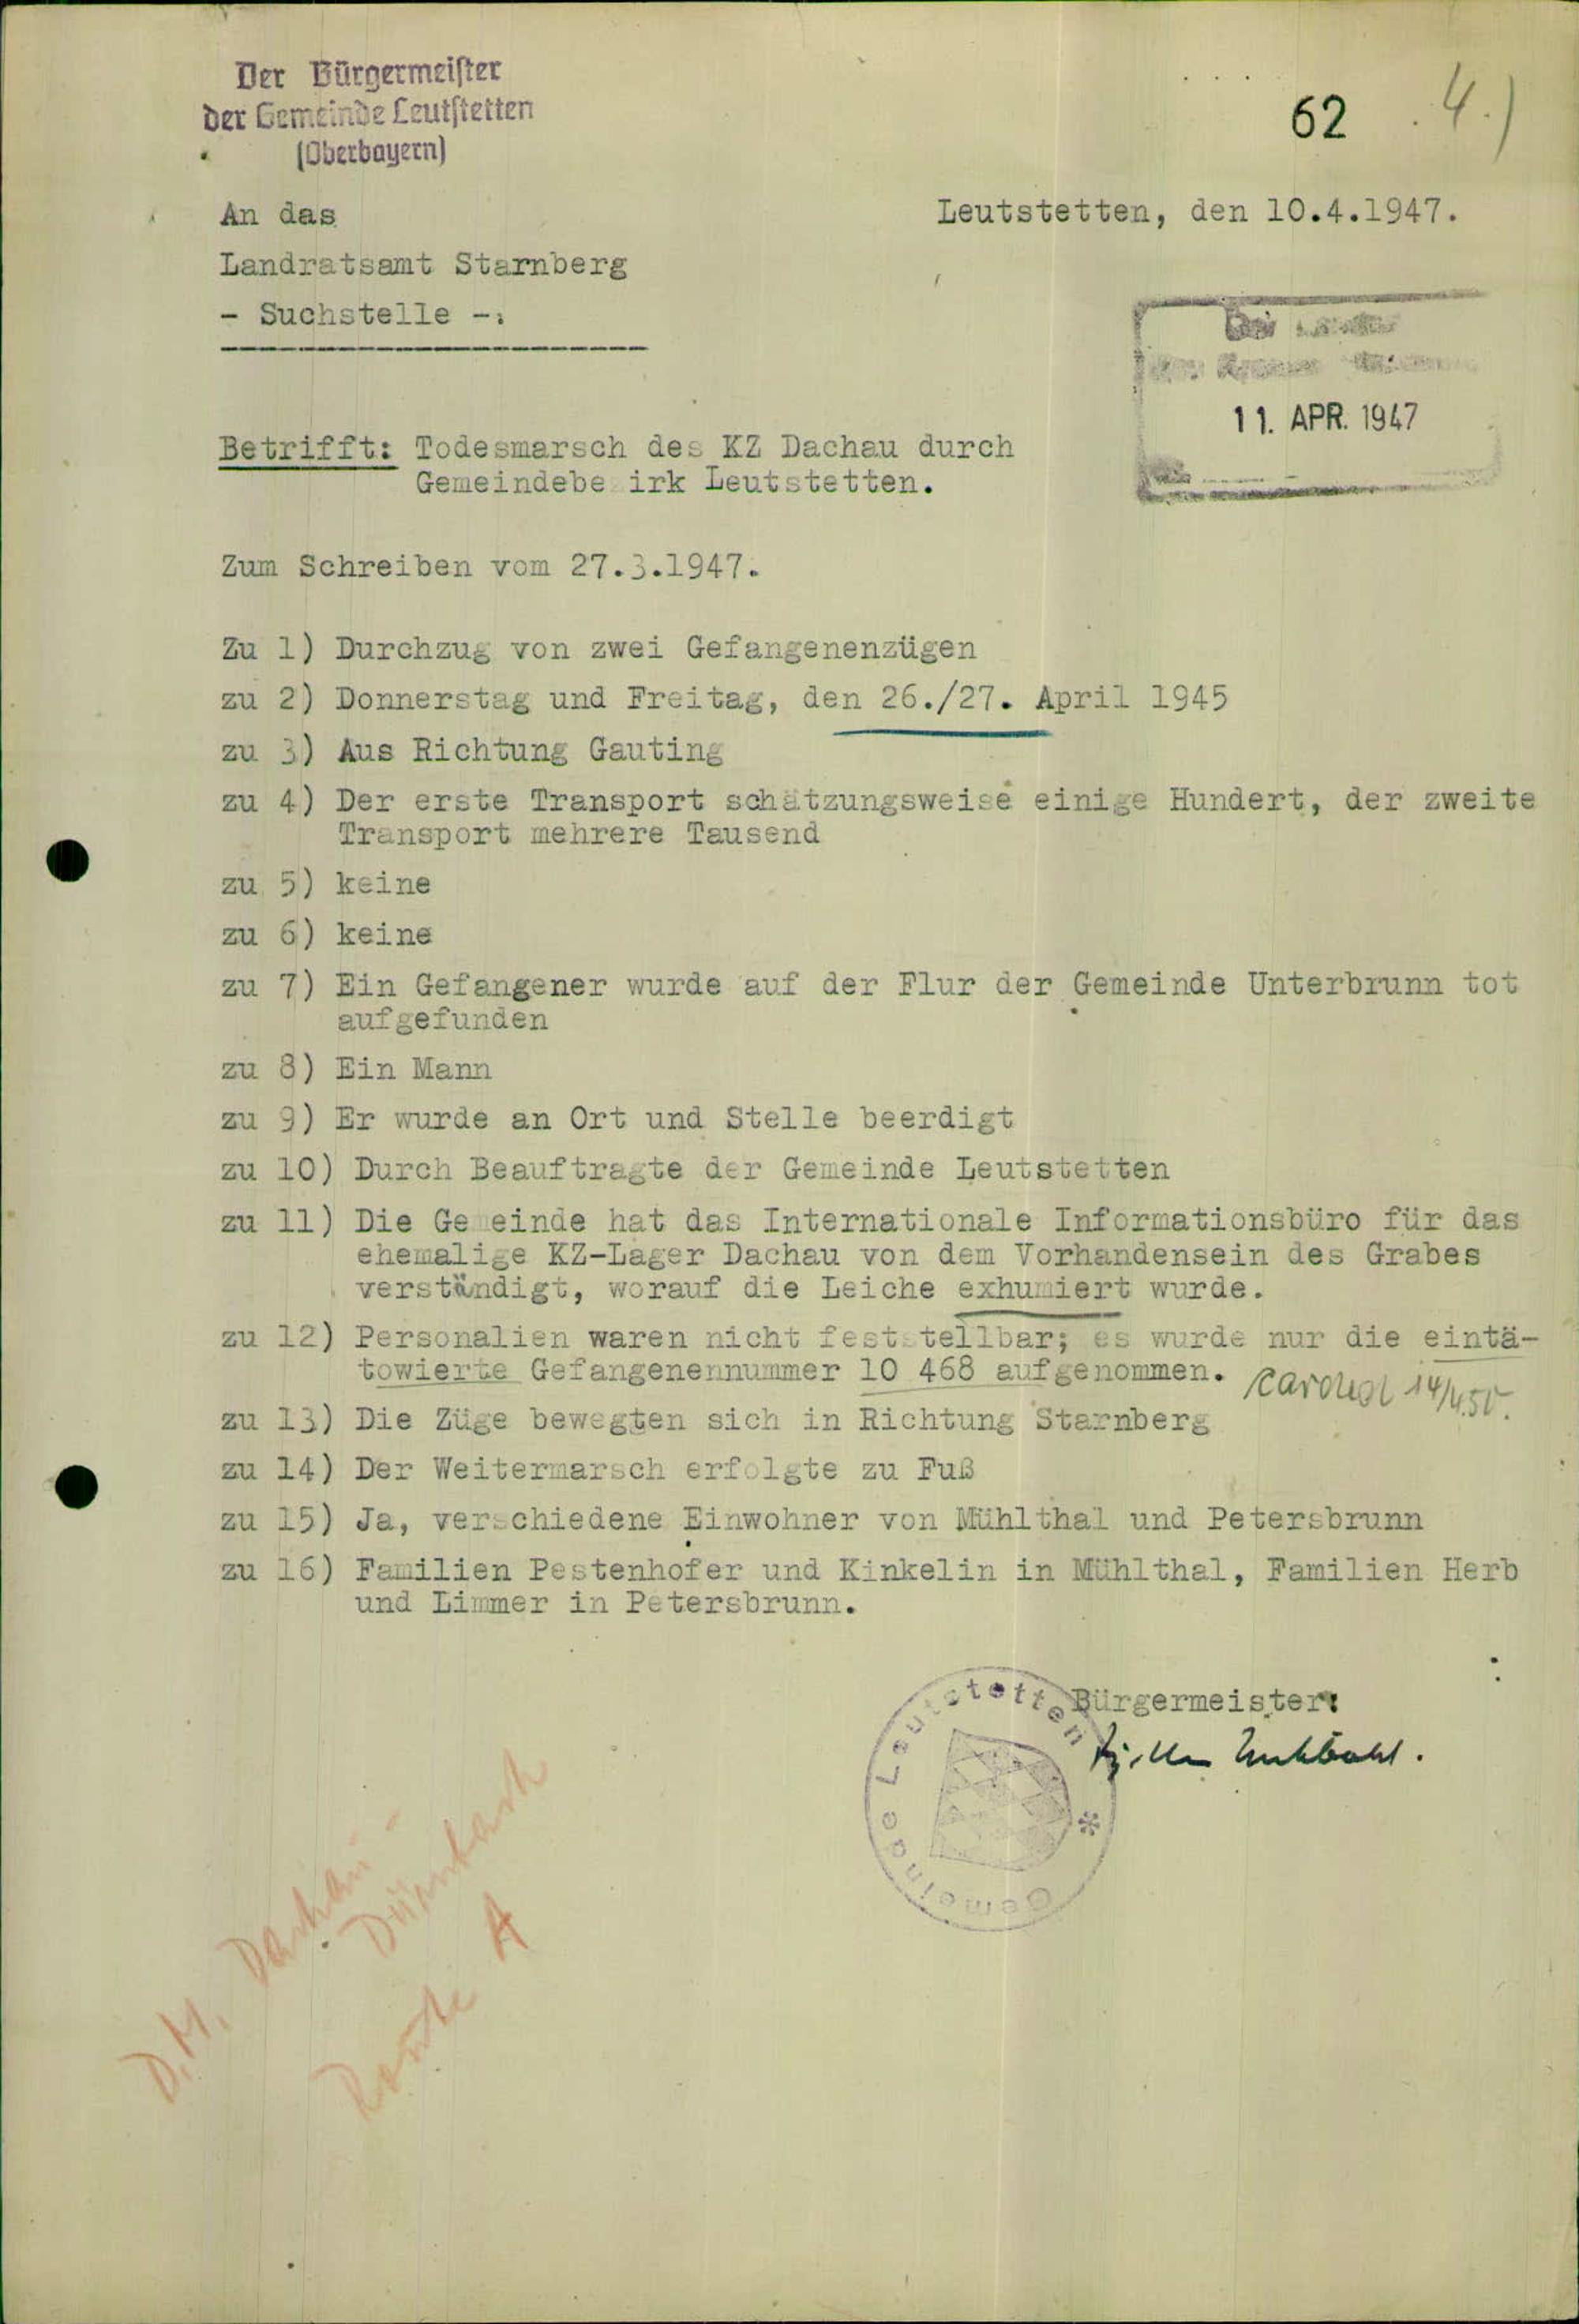 Der Bürgermeister
der Gemeinde Leutstetten
(Oberbayern)
62 4.)
An das
Leutstetten, den 10.4.1947.
Landratsamt Starnberg
- Suchstelle -.
11. APR. 1947
Betrifft: Todesmarsch des KZ Dachau durch
Gemeindebe irk Leutstetten.
Zum Schreiben vom 27.3.1947.
Zu 1) Durchzug von zwei Gefangenenzügen
zu 2) Donnerstag und Freitag, den 26./27. April 1945
zu 3) Aus Richtung Gauting
zu 4) Der erste Transport schätzungsweise einige Hundert, der zweite
Transport mehrere Tausend
zu 5) keine
zu 6) keine
zu 7) Ein Gefangener wurde auf der Flur der Gemeinde Unterbrunn tot
aufgefunden
zu 8) Ein Mann
zu 9) Er wurde an Ort und Stelle beerdigt
zu 10) Durch Beauftragte der Gemeinde Leutstetten
zu 11) Die Gemeinde hat das Internationale Informationsbüro für das
ehemalige KZ-Lager Dachau von dem Vorhandensein des Grabes
verständigt, worauf die Leiche exhumiert wurde.
zu 12) Personalien waren nicht feststellbar; es wurde nur die eintä-
towierte Gefangenennummer 10 468 aufgenommen.
zu 13) Die Züge bewegten sich in Richtung Starnberg
zu 14) Der Weitermarsch erfolgte zu Fuß
zu 15) Ja, verschiedene Einwohner von Mühlthal und Petersbrunn
zu 16) Familien Pestenhofer und Kinkelin in Mühlthal, Familien Herb
und Limmer in Petersbrunn.
Bürgermeister:
Gemeinde Leutstetten
D.M. Dachau -
Route A